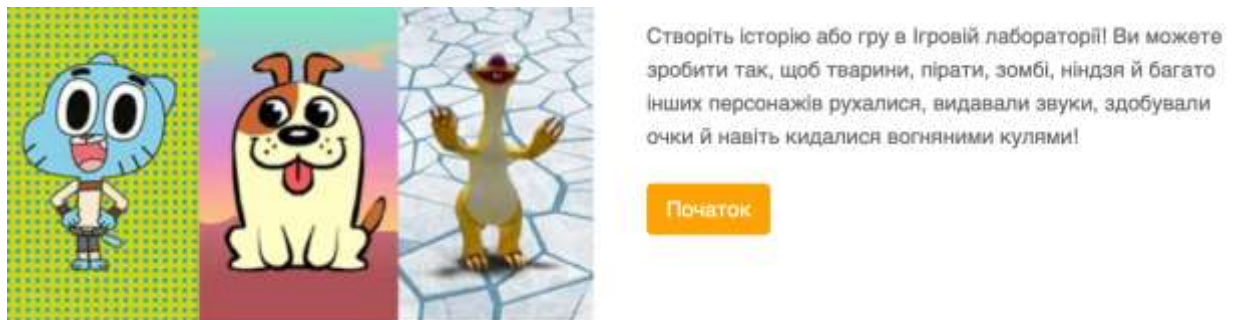 Створіть історію або гру в Ігровій лабораторії! Ви можете
зробити так, щоб тварини, пірати, зомбі, ніндзя й багато
інших персонажів рухалися, видавали звуки, здобували
очки й навіть кидалися вогняними кулями!
Початок